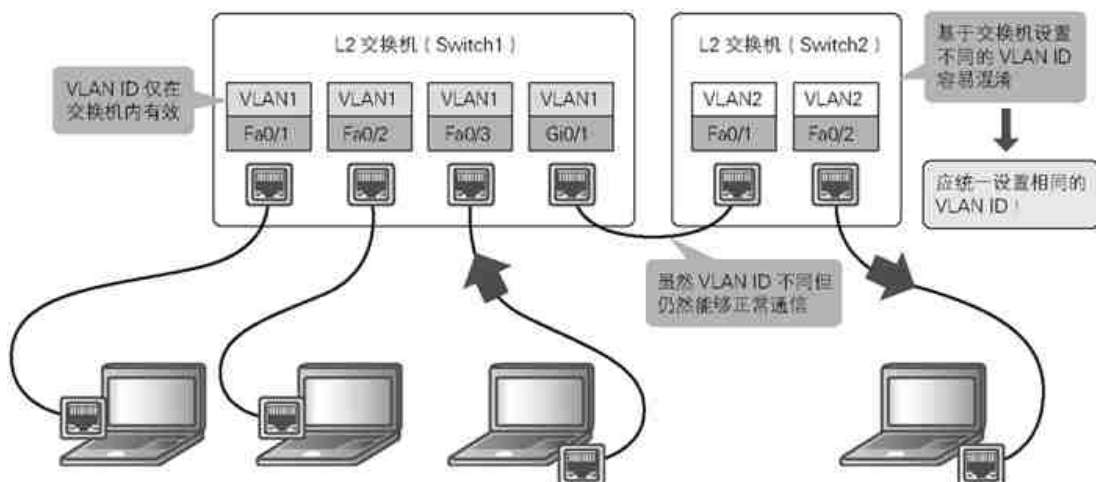 L2 交换机（Switch1）
VLAN ID 仅在
交换机内有效
VLAN1
VLAN1
VLAN1
VLAN1
Fa0/1
Fa0/2
Fa0/3
Gi0/1
L2 交换机（Switch2）
VLAN2
VLAN2
Fa0/1
Fa0/2
基于交换机设置
不同的 VLAN ID
容易混淆
应统一设置相同的
VLAN ID！
虽然 VLAN ID 不同但
仍然能够正常通信